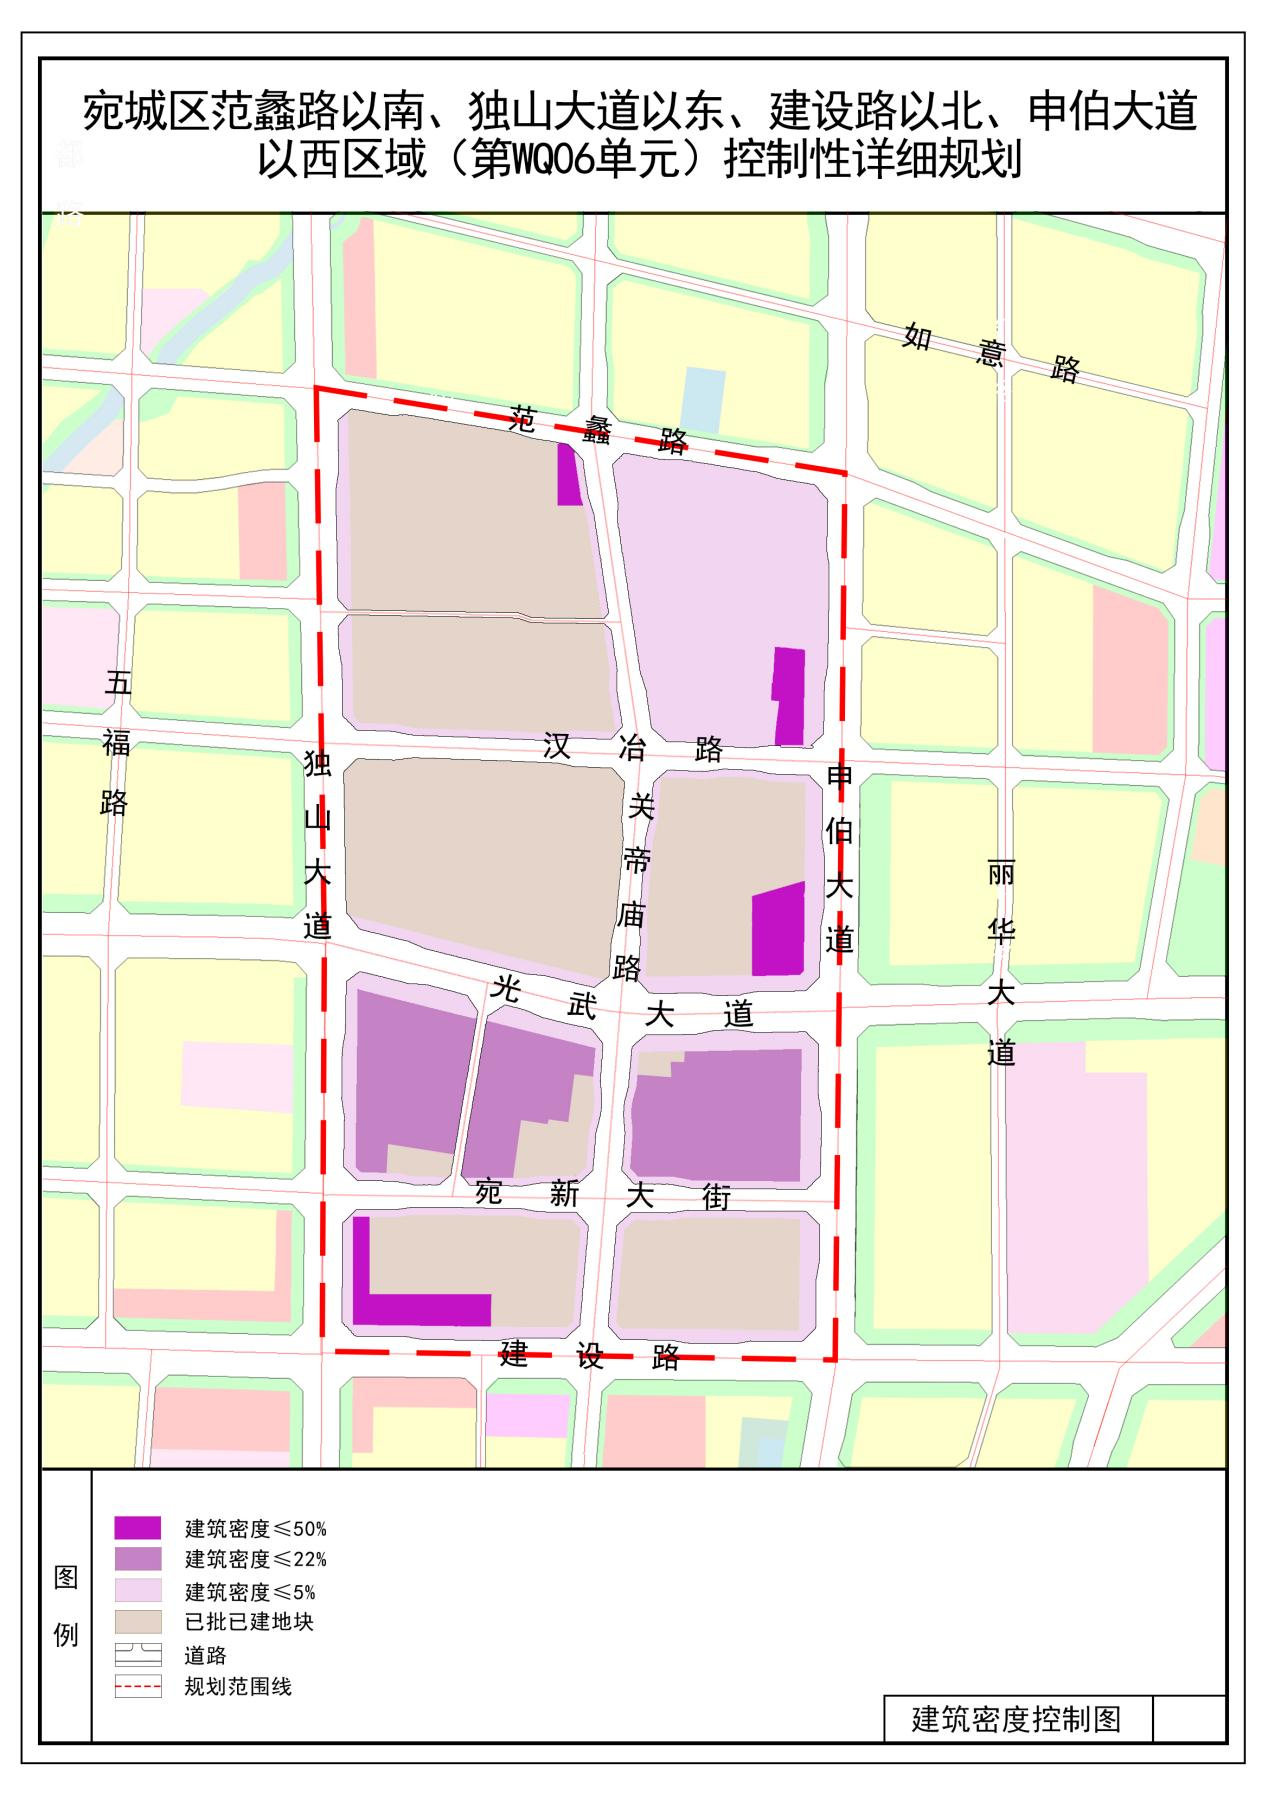 宛城区范蠡路以南、独山大道以东、建设路以北、申伯大道
以西区域（第WQ06单元）控制性详细规划
部
路
如意路
范蠡路
五福路
汉冶路
独山大道
申伯大道
关帝庙路
丽华大道
光武大道
宛新大街
建设路
图例
建筑密度≤50%
建筑密度≤22%
建筑密度≤5%
已批已建地块
道路
规划范围线
建筑密度控制图